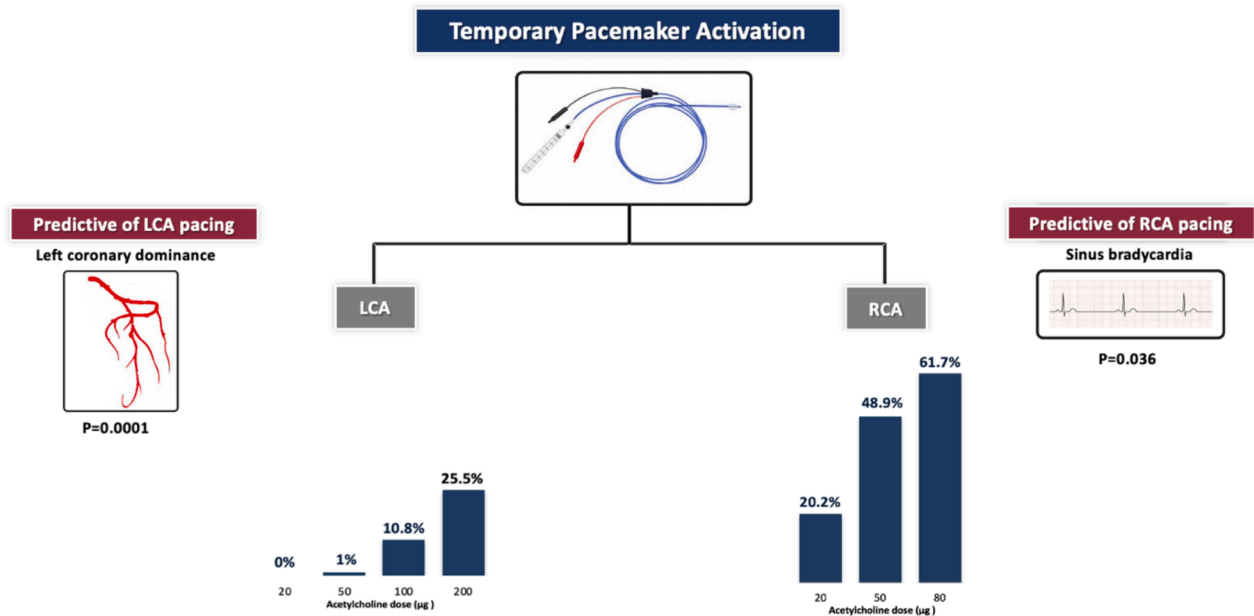 Temporary Pacemaker Activation
Predictive of LCA pacing
Left coronary dominance
P=0.0001
Predictive of RCA pacing
Sinus bradycardia
P=0.036
LCA
0%
1%
10.8%
25.5%
20 50 100 200
Acetylcholine dose (µg )
RCA
20.2%
48.9%
61.7%
20 50 80
Acetylcholine dose (µg )